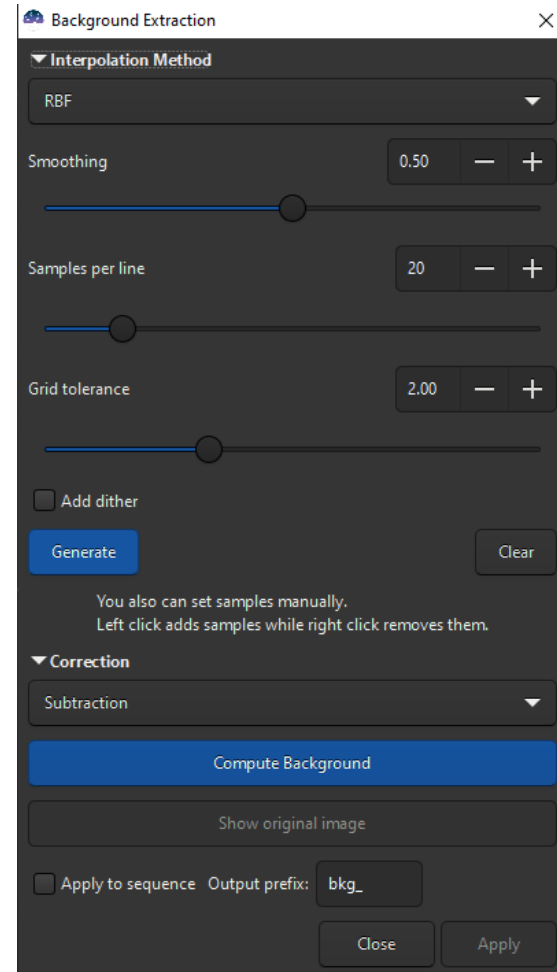 Background Extraction
Interpolation Method
RBF
Smoothing 0.50
Samples per line 20
Grid tolerance 2.00
Add dither
Generate Clear
You also can set samples manually.
Left click adds samples while right click removes them.
Correction
Subtraction
Compute Background
Show original image
Apply to sequence Output prefix: bkg_
Close Apply